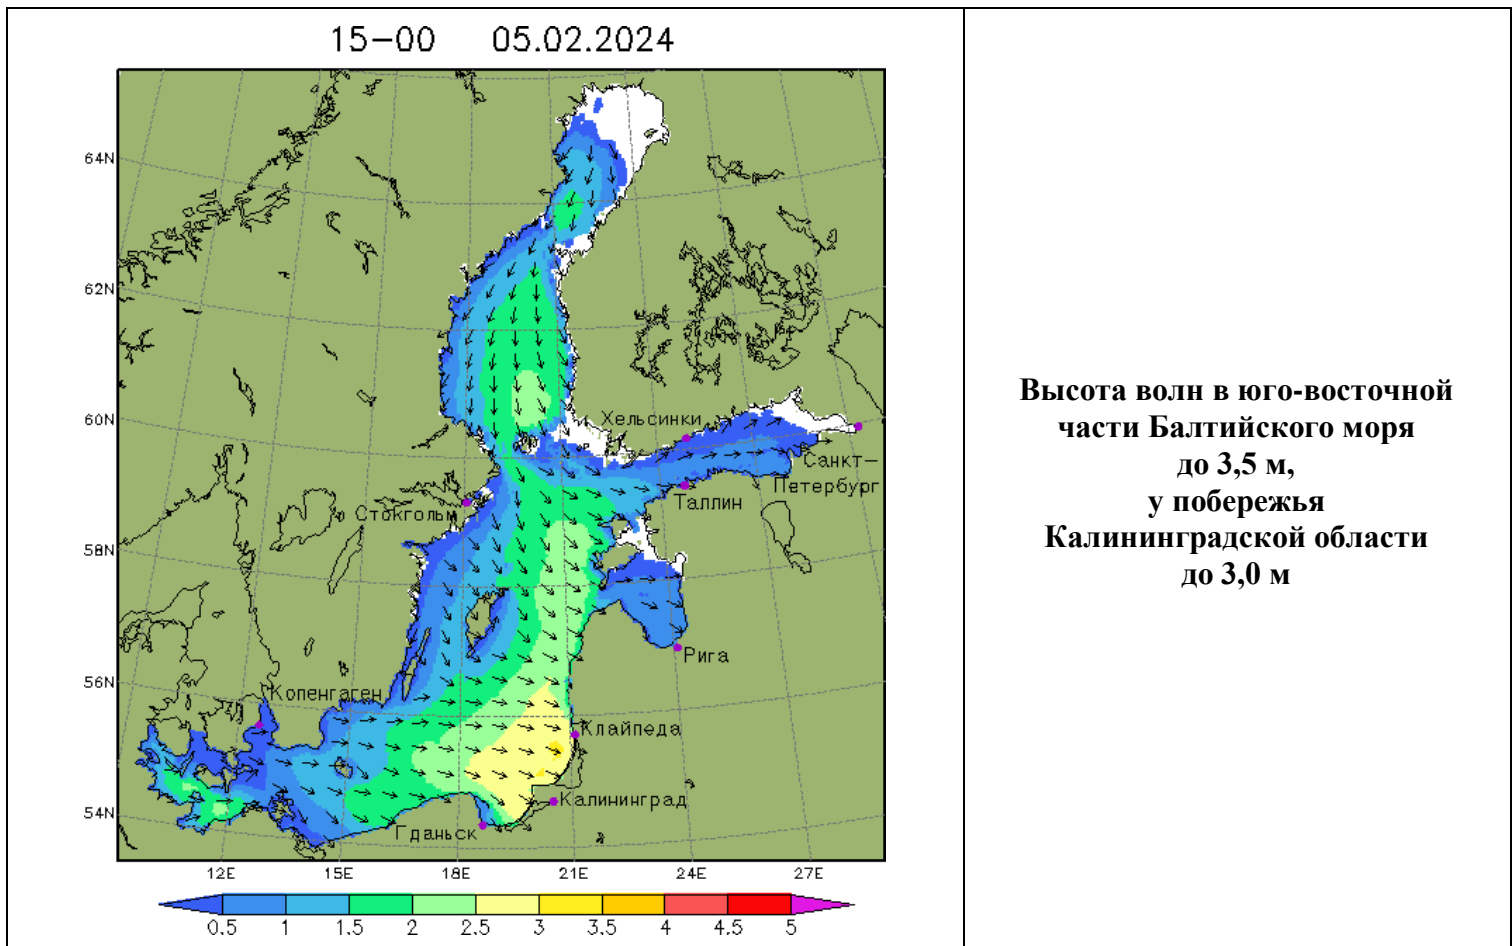 15-00 05.02.2024
64N
62N
60N
58N
56N
54N
Хельсинки
Санкт-
Петербург
Таллин
Стокгольм
Рига
Копенгаген
Клайпеда
Калининград
Гданьск
12E 15E 18E 21E 24E 27E
0.5 1 1.5 2 2.5 3 3.5 4 4.5 5
Высота волн в юго-восточной
части Балтийского моря
до 3,5 м,
у побережья
Калининградской области
до 3,0 м